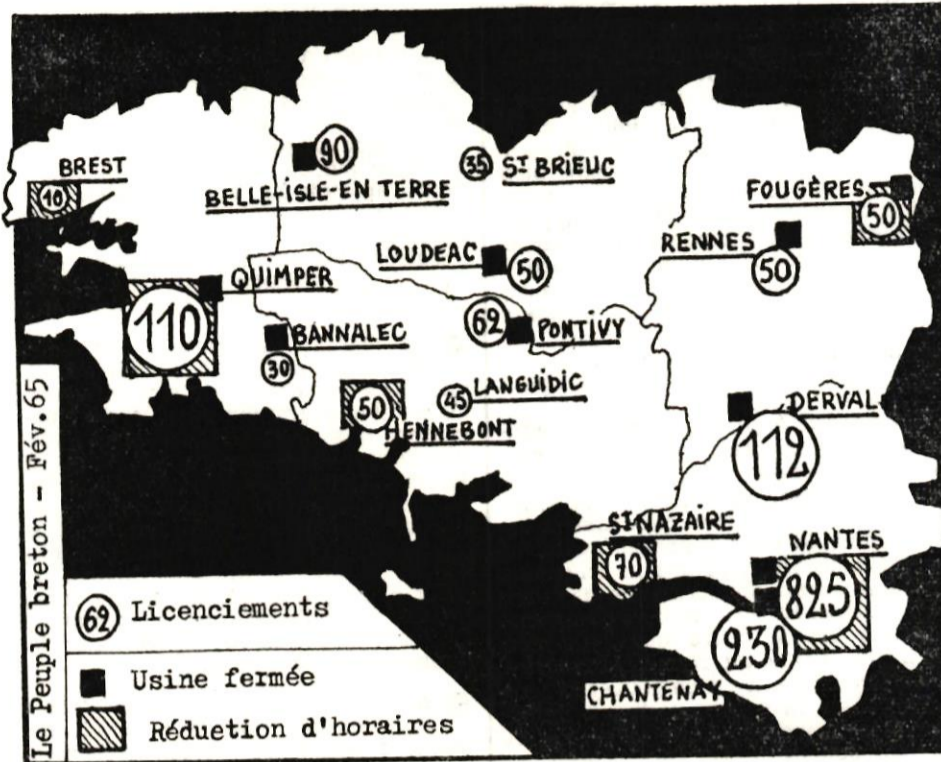 BREST
10
90
BELLE-ISLE-EN TERRE
35 ST BRIEUC
FOUGÈRES
50
QUIMPER
110
LOUDEAC
50
RENNES
50
BANNALEC
30
62
PONTIVY
50
HENNEBONT
45 LANGUIDIC
DERVAL
112
ST NAZAIRE
70
NANTES
825
230
CHANTENAY
Le Peuple breton - Fév.65
62 Licenciements
Usine fermée
Réduction d'horaires